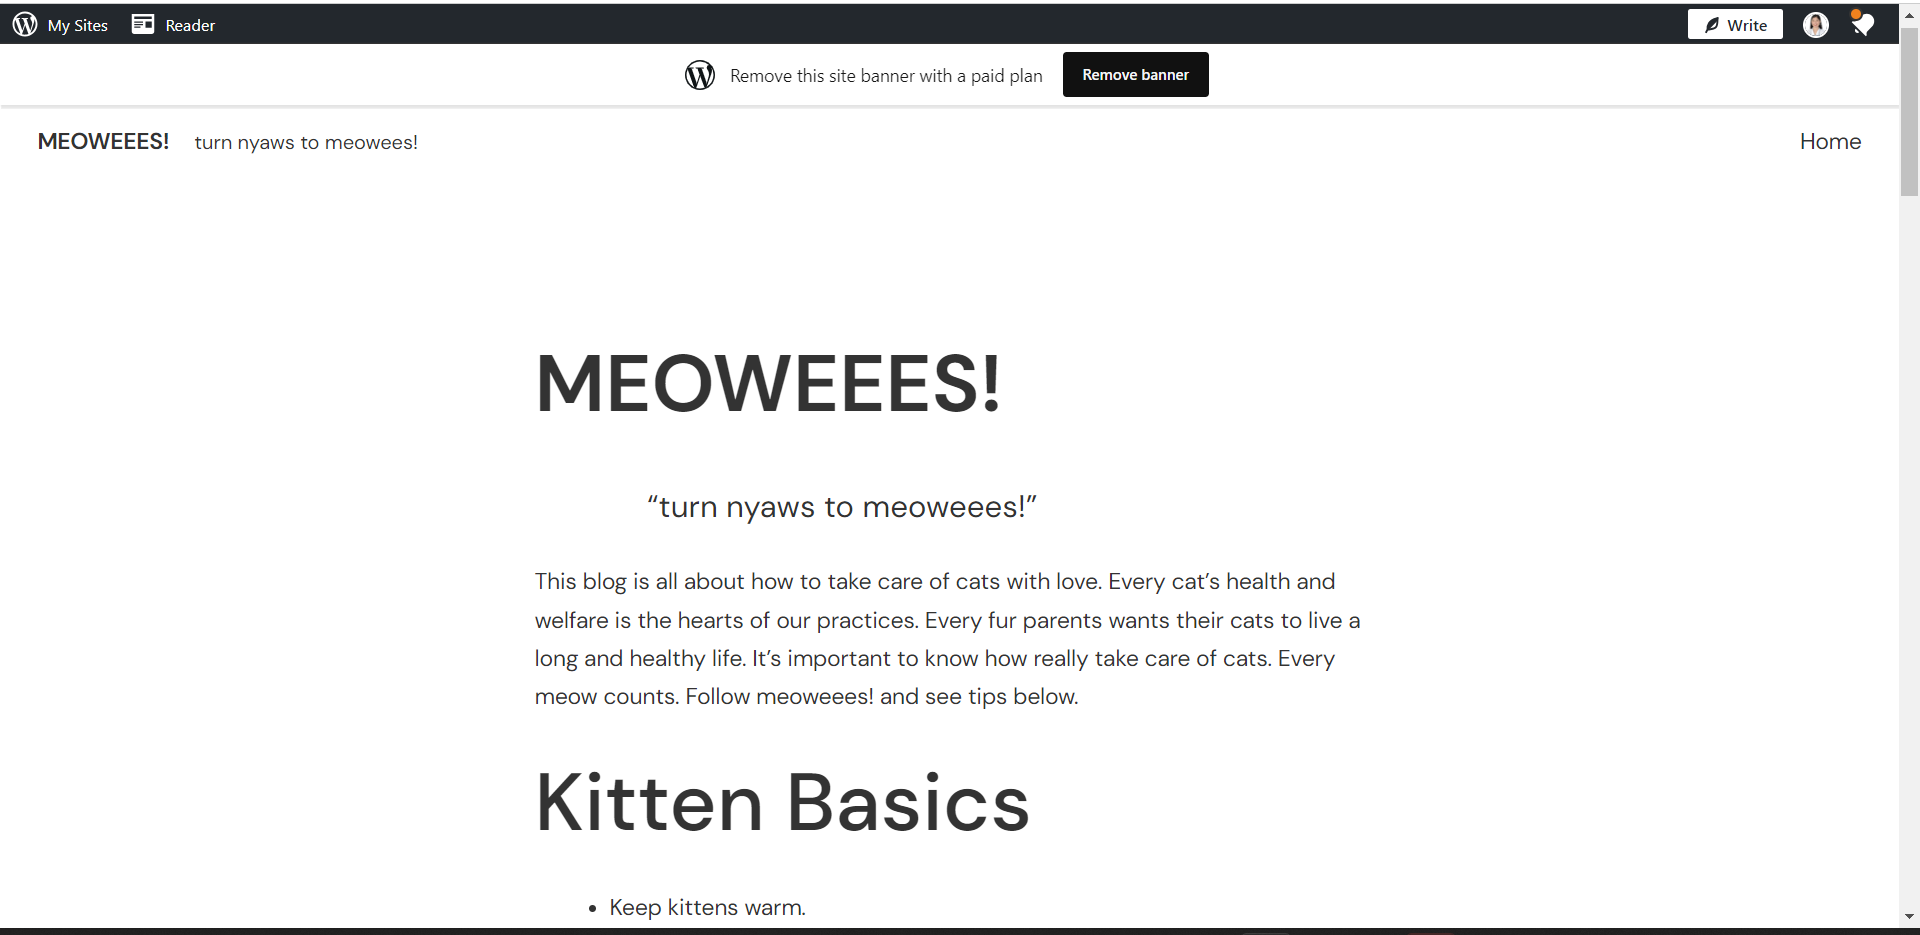 My Sites Reader Write
Remove this site banner with a paid plan Remove banner
MEOWEEES! turn nyaws to meowees! Home
MEOWEEES!
“turn nyaws to meoweees!”
This blog is all about how to take care of cats with love. Every cat’s health and
welfare is the hearts of our practices. Every fur parents wants their cats to live a
long and healthy life. It’s important to know how really take care of cats. Every
meow counts. Follow meoweees! and see tips below.
Kitten Basics
• Keep kittens warm.